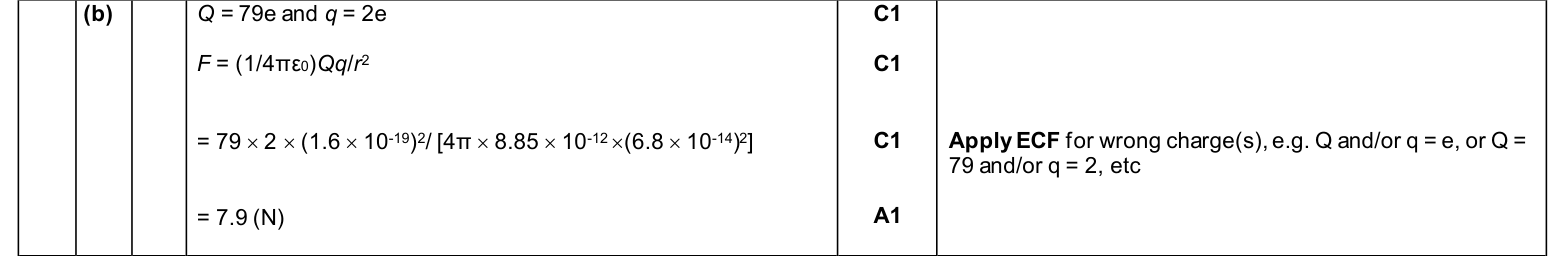 (b) Q = 79e and q = 2e C1
F = (1/4πε₀)Qq/r² C1
= 79 × 2 × (1.6 × 10⁻¹⁹)²/ [4π × 8.85 × 10⁻¹² ×(6.8 × 10⁻¹⁴)²] C1 Apply ECF for wrong charge(s), e.g. Q and/or q = e, or Q =
79 and/or q = 2, etc
= 7.9 (N) A1